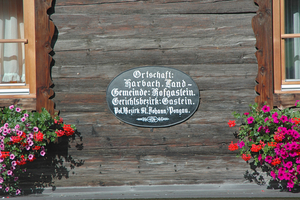 Ortschaft:
Harbach. Land-
Gemeinde: Hofgastein.
Gerichtsbezirk: Gastein.
Pol. Bezirk St. Johann/Pongau.